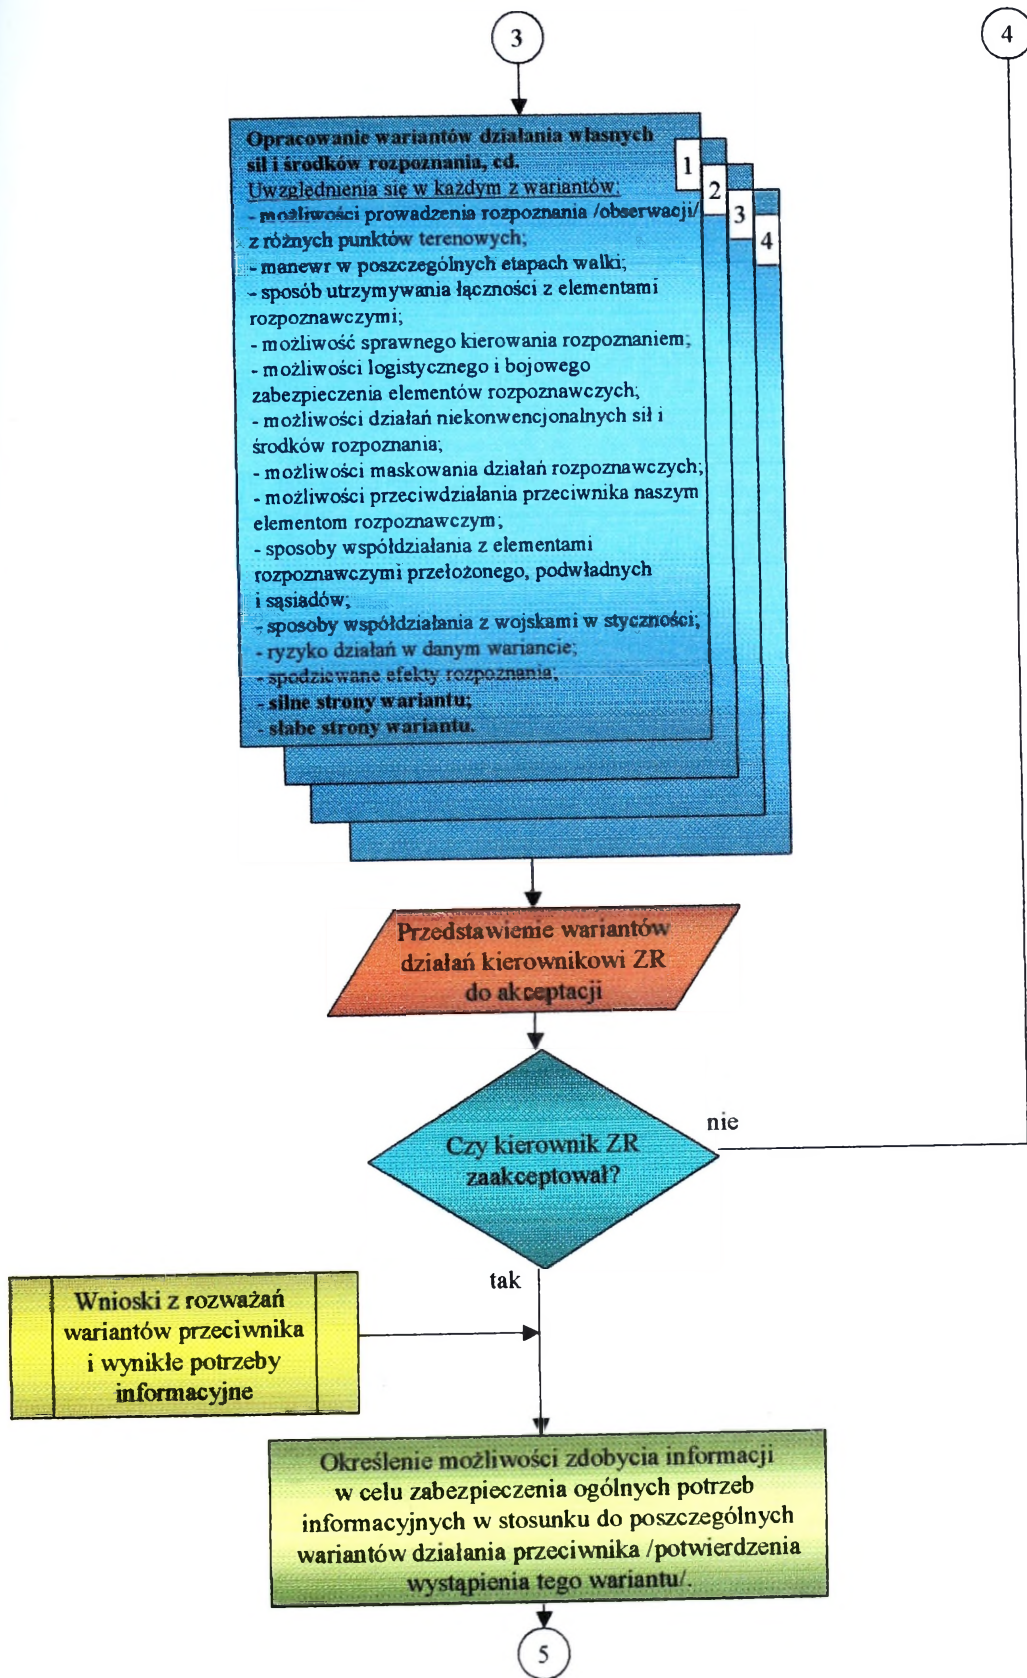 3
4
Opracowanie wariantów działania własnych
sił i środków rozpoznania, cd.
Uwzględnienia się w każdym z wariantów:
- możliwości prowadzenia rozpoznania /obserwacji/
z różnych punktów terenowych;
- manewr w poszczególnych etapach walki;
- sposób utrzymywania łączności z elementami
rozpoznawczymi;
- możliwość sprawnego kierowania rozpoznaniem;
- możliwości logistycznego i bojowego
zabezpieczenia elementów rozpoznawczych;
- możliwości działań niekonwencjonalnych sił i
środków rozpoznania;
- możliwości maskowania działań rozpoznawczych;
- możliwości przeciwdziałania przeciwnika naszym
elementom rozpoznawczym;
- sposoby współdziałania z elementami
rozpoznawczymi przełożonego, podwładnych
i sąsiadów;
- sposoby współdziałania z wojskami w styczności;
- ryzyko działań w danym wariancie;
- spodziewane efekty rozpoznania;
- silne strony wariantu;
- słabe strony wariantu.
1
2
3
4
Przedstawienie wariantów
działań kierownikowi ZR
do akceptacji
Czy kierownik ZR
zaakceptował?
nie
tak
Wnioski z rozważań
wariantów przeciwnika
i wynikłe potrzeby
informacyjne
Określenie możliwości zdobycia informacji
w celu zabezpieczenia ogólnych potrzeb
informacyjnych w stosunku do poszczególnych
wariantów działania przeciwnika /potwierdzenia
wystąpienia tego wariantu/.
5